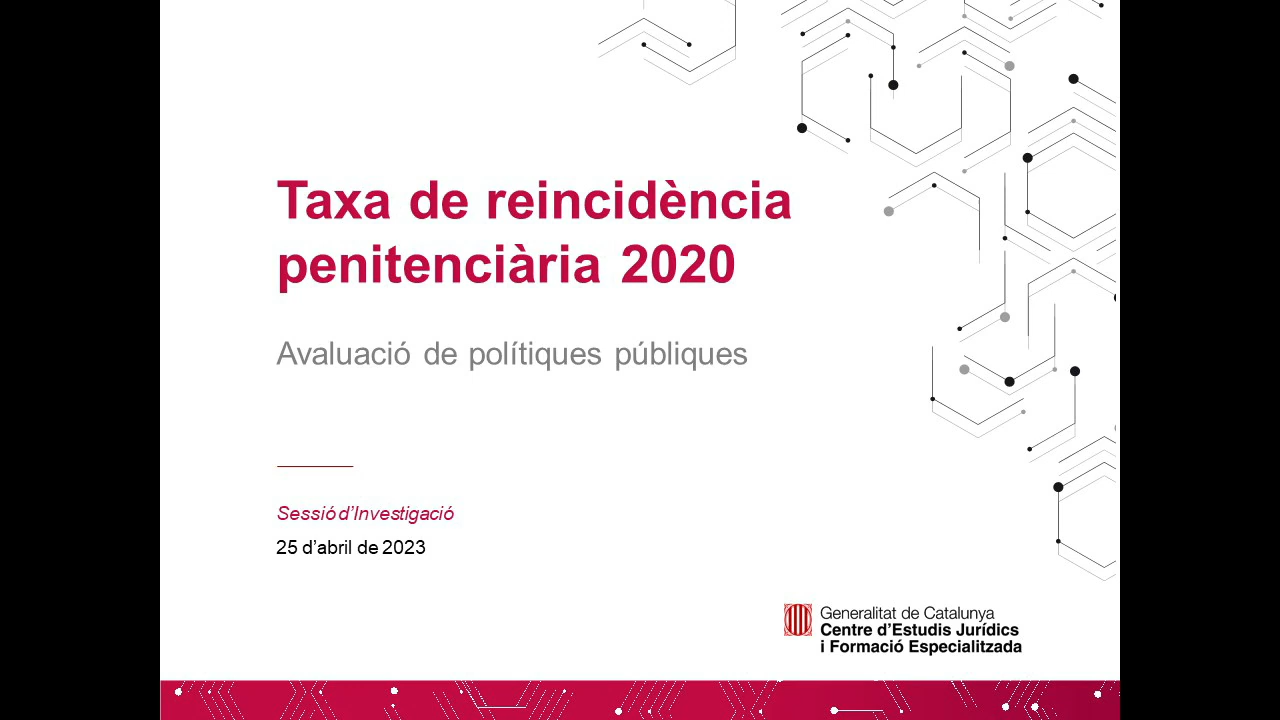 Taxa de reincidència
penitenciària 2020
Avaluació de polítiques públiques
Sessió d'Investigació
25 d'abril de 2023
Generalitat de Catalunya
Centre d'Estudis Jurídics
i Formació Especialitzada